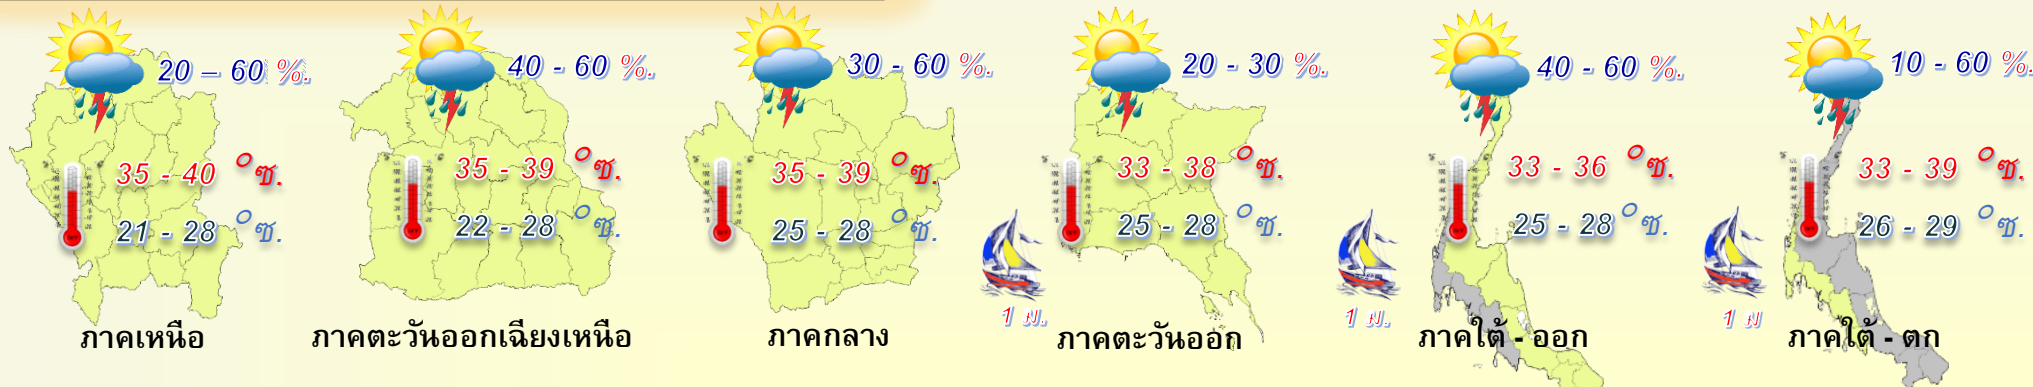 20 – 60 %.
35 - 40 °ซ.
21 - 28 °ซ.
ภาคเหนือ
40 - 60 %.
35 - 39 °ซ.
22 - 28 °ซ.
ภาคตะวันออกเฉียงเหนือ
30 - 60 %.
35 - 39 °ซ.
25 - 28 °ซ.
ภาคกลาง
20 - 30 %.
33 - 38 °ซ.
25 - 28 °ซ.
1 ม.
ภาคตะวันออก
40 - 60 %.
33 - 36 °ซ.
25 - 28 °ซ.
1 ม.
ภาคใต้ - ออก
10 - 60 %.
33 - 39 °ซ.
26 - 29 °ซ.
1 ม
ภาคใต้ - ตก